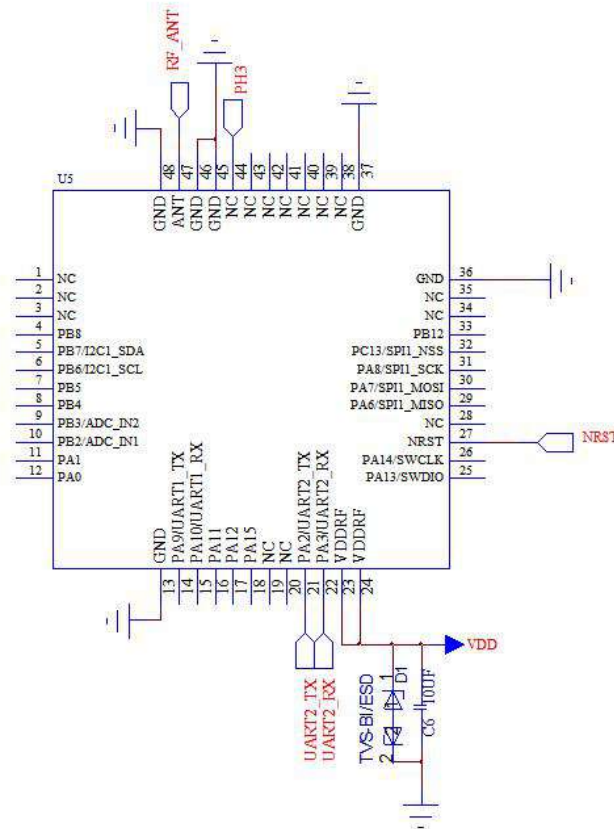 RF_ANT
PH3
48
47
46
45
44
43
42
41
40
39
38
37
U5
GND
ANT
GND
GND
NC
NC
NC
NC
NC
NC
NC
GND
1 NC
2 NC
3 NC
4 PB8
5 PB7/I2C1_SDA
6 PB6/I2C1_SCL
7 PB5
8 PB4
9 PB3/ADC_IN2
10 PB2/ADC_IN1
11 PA1
12 PA0
GND 36
NC 35
NC 34
PB12 33
PC13/SPI1_NSS 32
PA8/SPI1_SCK 31
PA7/SPI1_MOSI 30
PA6/SPI1_MISO 29
NC 28
NRST 27
PA14/SWCLK 26
PA13/SWDIO 25
NRST
GND
PA9/UART1_TX
PA10/UART1_RX
PA11
PA12
PA15
NC
NC
PA2/UART2_TX
PA3/UART2_RX
VDDRF
VDDRF
13
14
15
16
17
18
19
20
21
22
23
24
UART2_TX
UART2_RX
VDD
TVS-BI/ESD
2
1
D1
C6 10UF